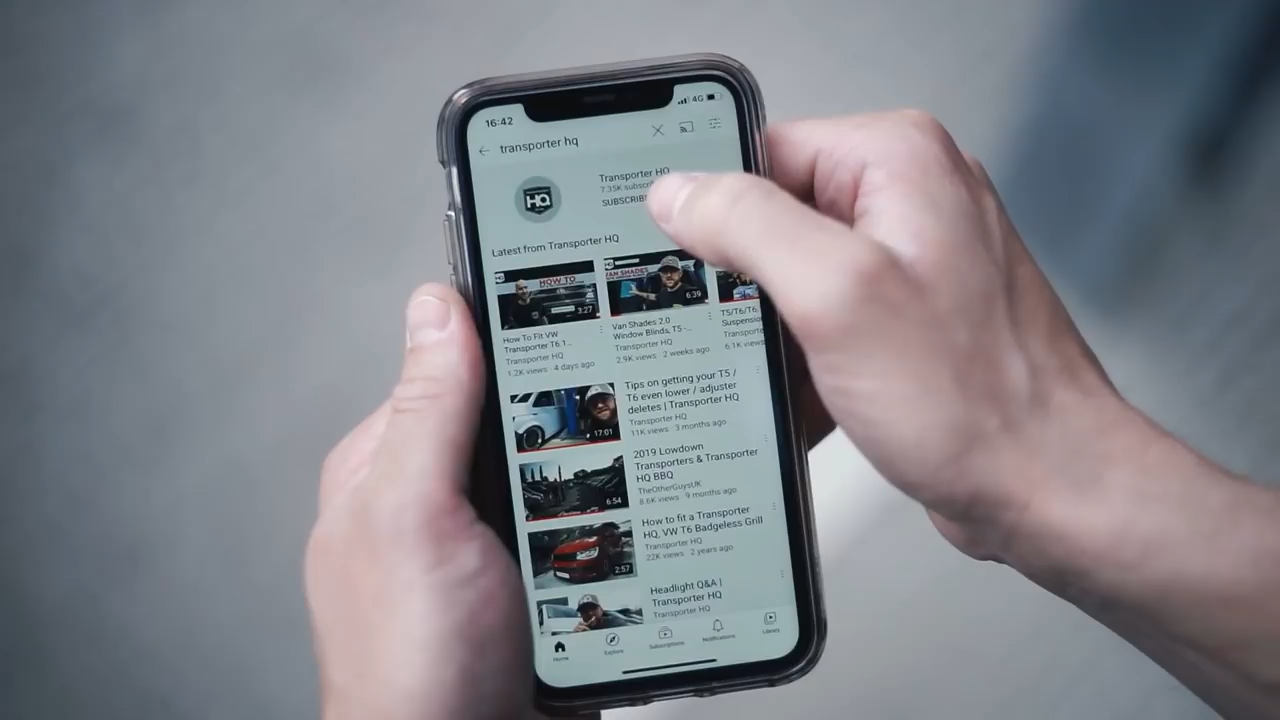 16:42
4G
transporter hq
Transporter HQ
7.35K
SUBSCRIBE
HQ
Latest from Transporter HQ
HOW TO
3:27
VAN SHADES
6:39
How To Fit VW
Transporter T6.1...
Transporter HQ
1.2K views · 4 days ago
Van Shades 2.0
Window Blinds, T5 -...
Transporter HQ
2.9K views · 2 weeks ago
T5/T6/T6.
Suspensio
Transporte
6.1K views
17:01
Tips on getting your T5 /
T6 even lower / adjuster
deletes | Transporter HQ
Transporter HQ
11K views · 3 months ago
6:54
2019 Lowdown
Transporters & Transporter
HQ BBQ
TheOtherGuysUK
8.6K views · 9 months ago
2:57
How to fit a Transporter
HQ, VW T6 Badgeless Grill
Transporter HQ
22K views · 2 years ago
Headlight Q&A |
Transporter HQ
Transporter HQ
Home
Explore
Subscriptions
Notifications
Library